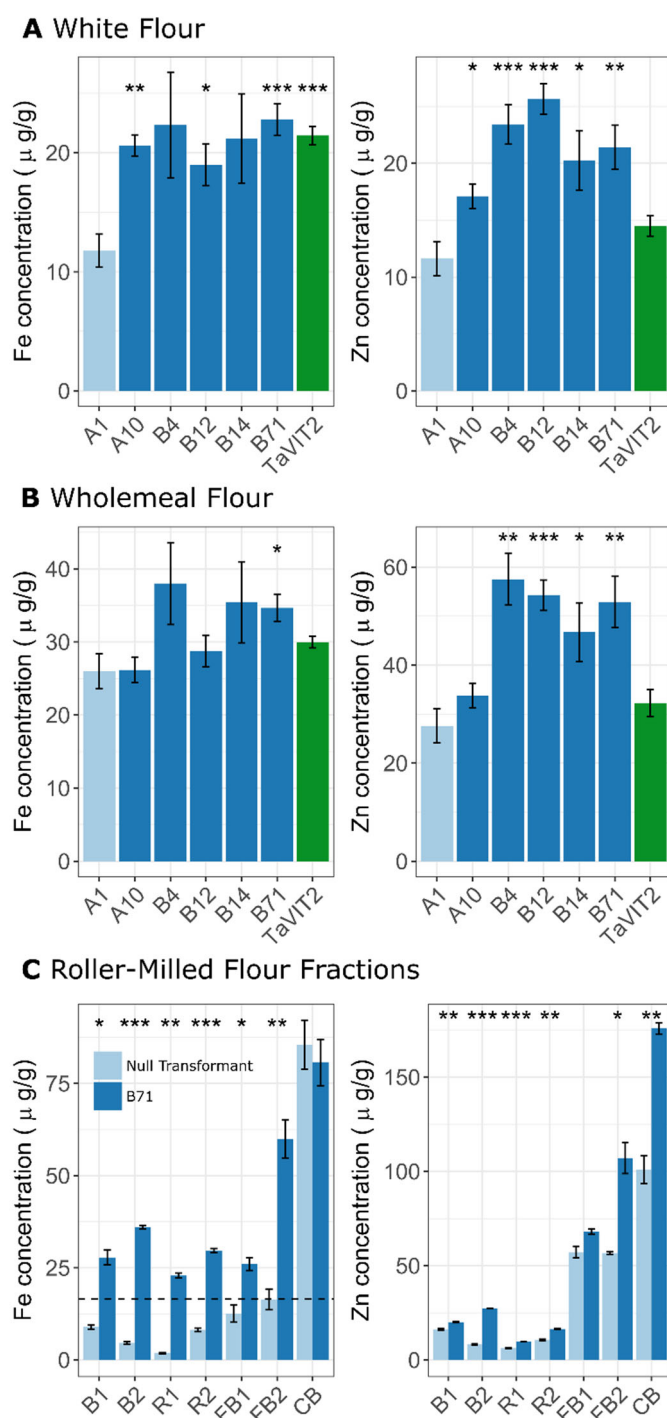 A White Flour
Fe concentration ( μ g/g)
20
10
0
** * *** ***
A1 A10 B4 B12 B14 B71 TaVIT2
Zn concentration ( μ g/g)
20
10
0
* *** *** * **
A1 A10 B4 B12 B14 B71 TaVIT2
B Wholemeal Flour
Fe concentration ( μ g/g)
40
30
20
10
0
*
A1 A10 B4 B12 B14 B71 TaVIT2
Zn concentration ( μ g/g)
60
40
20
0
** *** * **
A1 A10 B4 B12 B14 B71 TaVIT2
C Roller-Milled Flour Fractions
Fe concentration ( μ g/g)
75
50
25
0
* *** ** *** * **
Null Transformant
B71
B1 B2 R1 R2 FB1 FB2 CB
Zn concentration ( μ g/g)
150
100
50
0
** *** *** ** * **
B1 B2 R1 R2 FB1 FB2 CB